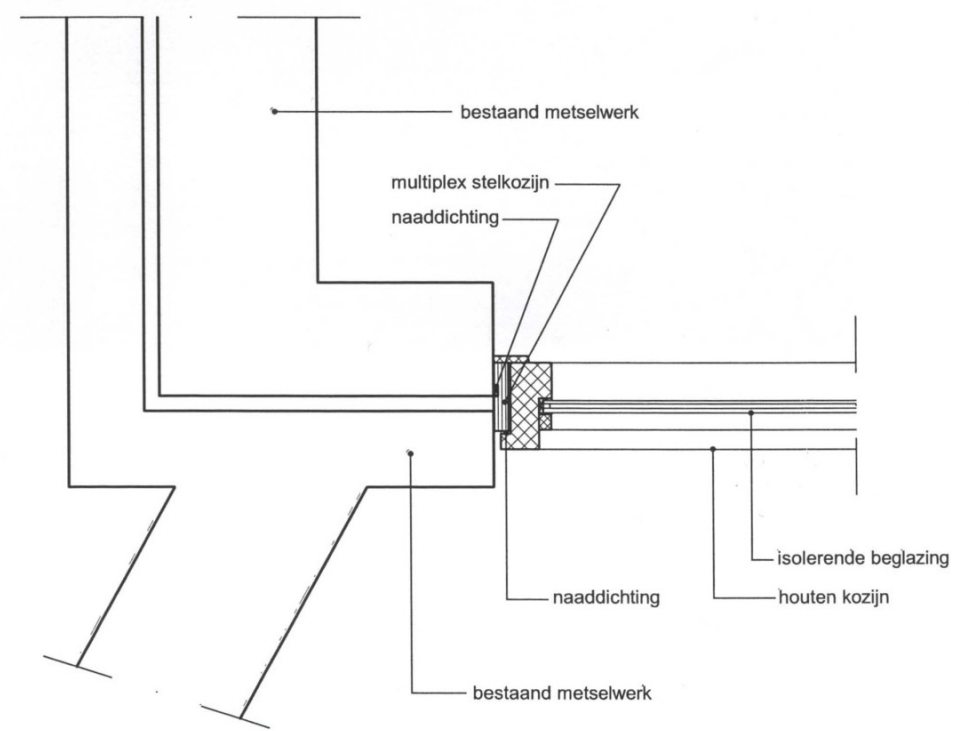 bestaand metselwerk
multiplex stelkozijn
naaddichting
isolerende beglazing
naaddichting
houten kozijn
bestaand metselwerk